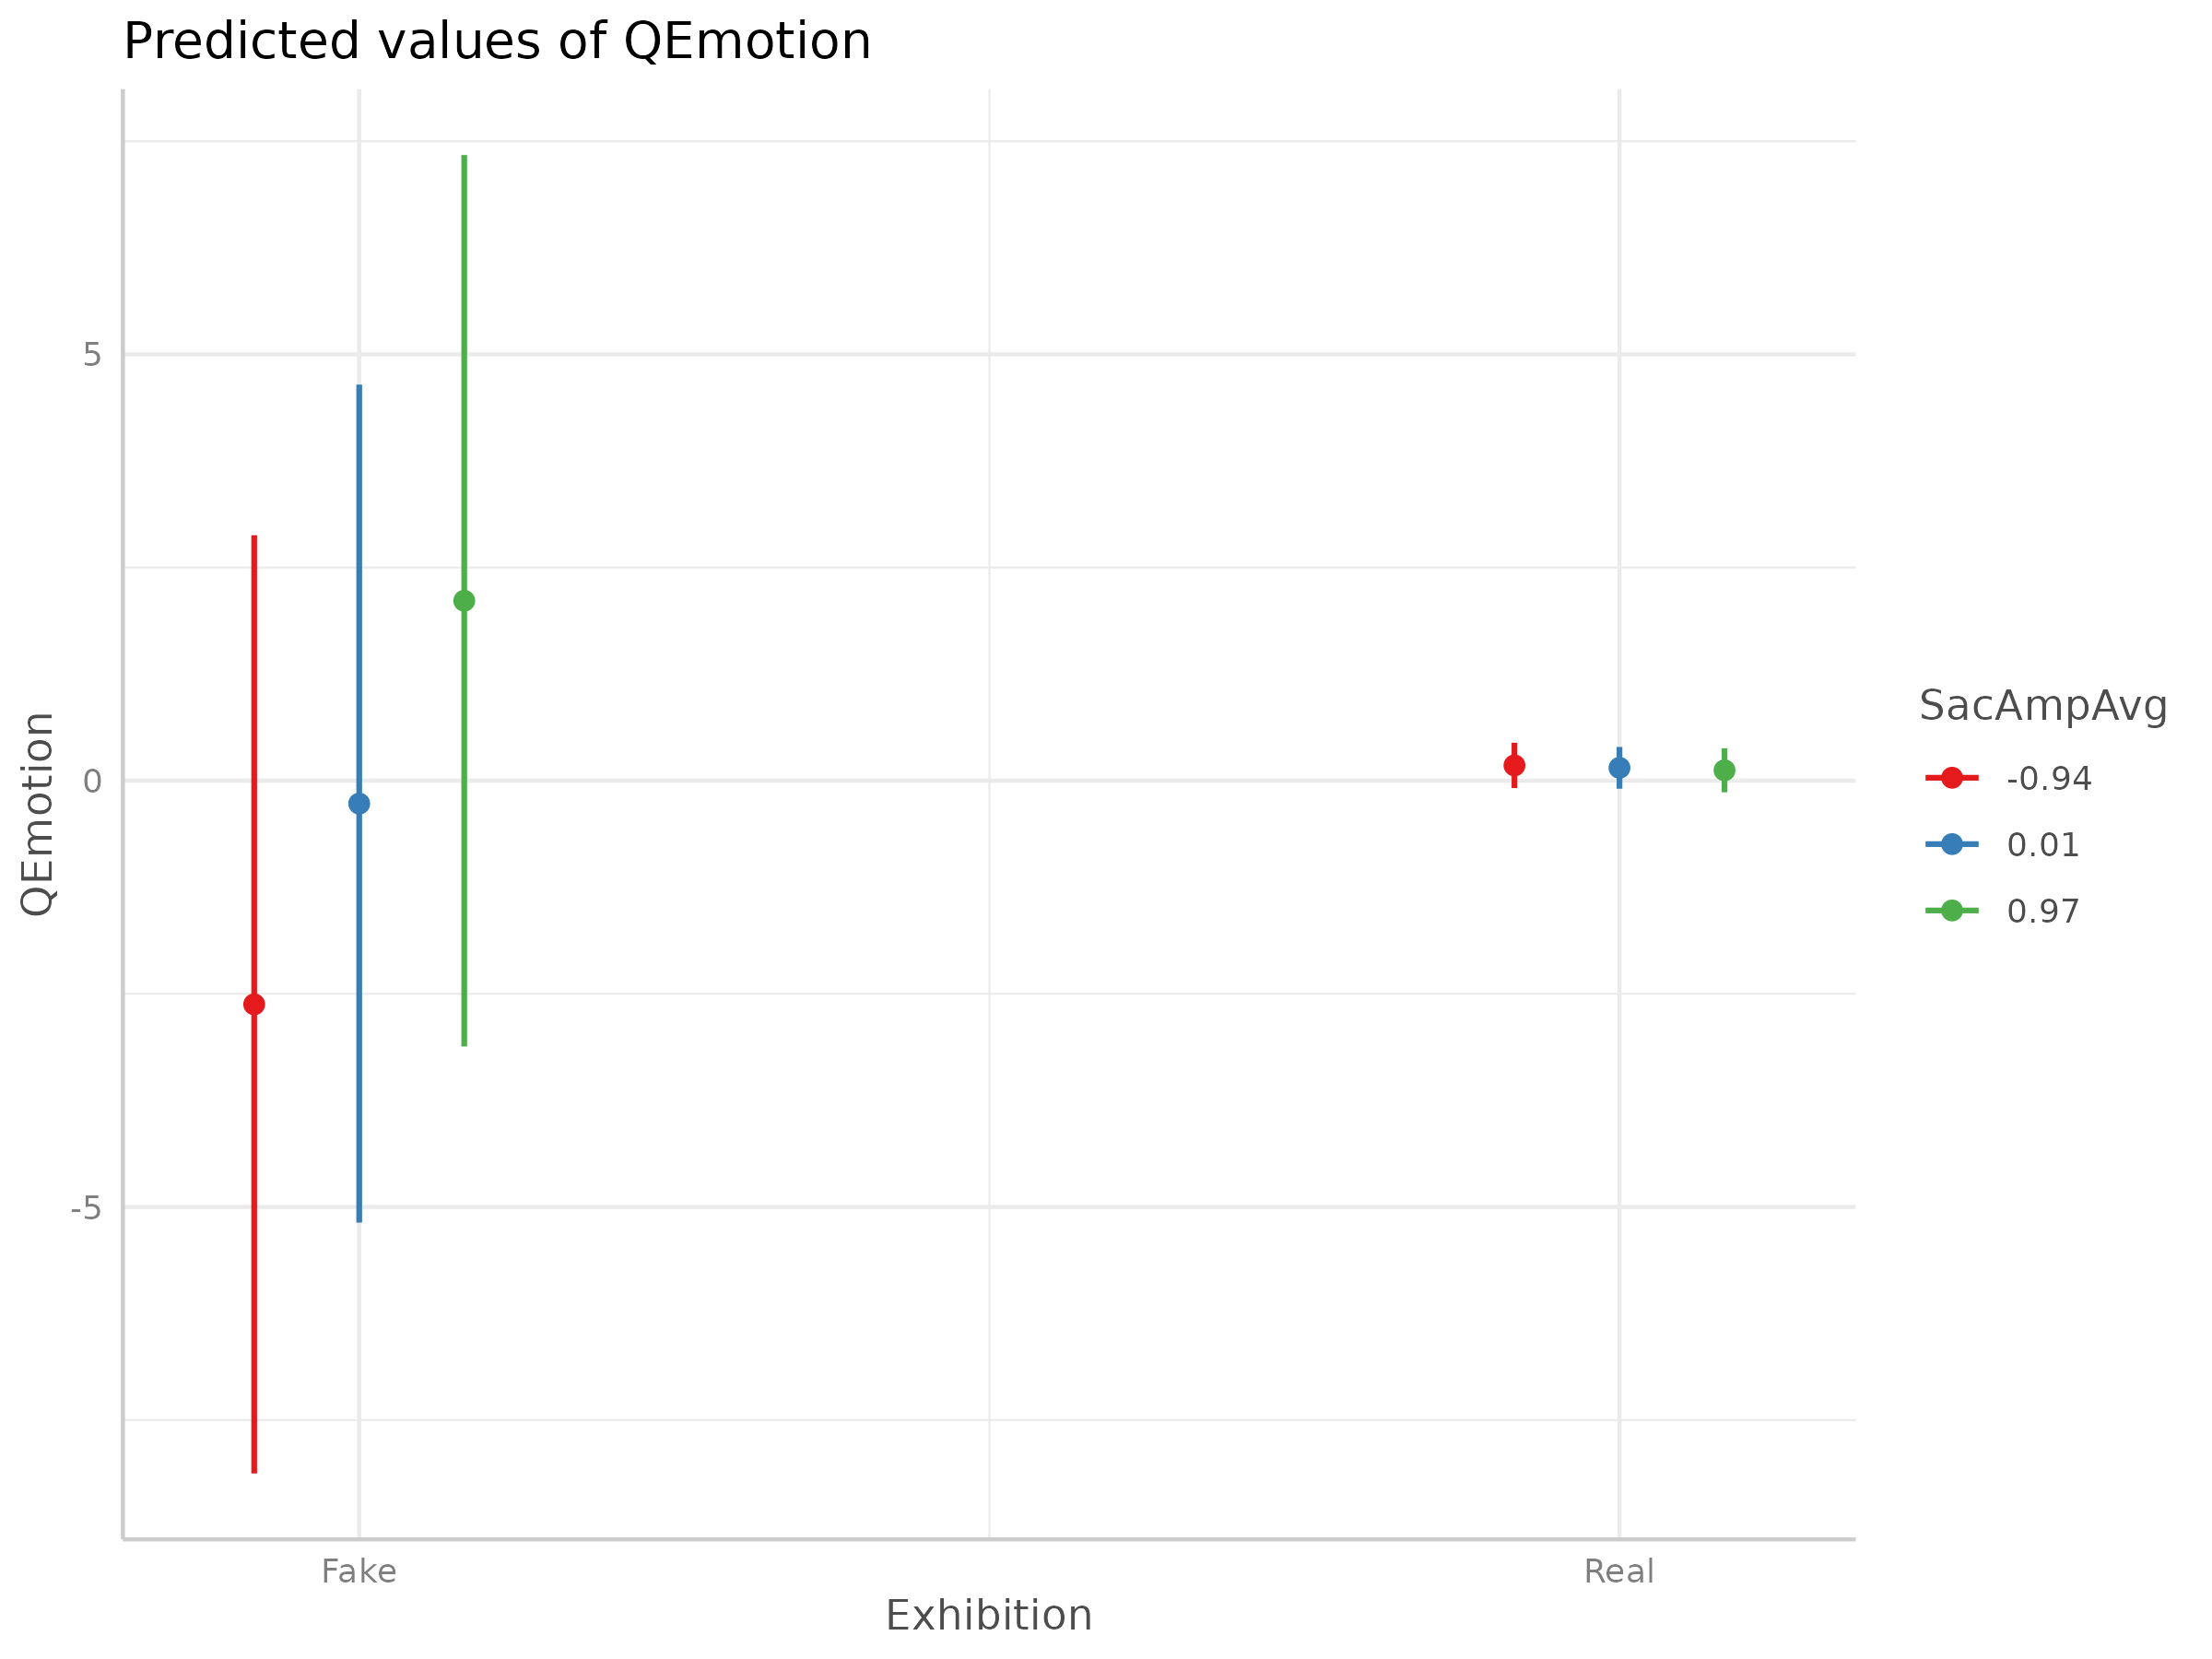 Predicted values of QEmotion
5
0
-5
QEmotion
Fake
Real
Exhibition
SacAmpAvg
-0.94
0.01
0.97